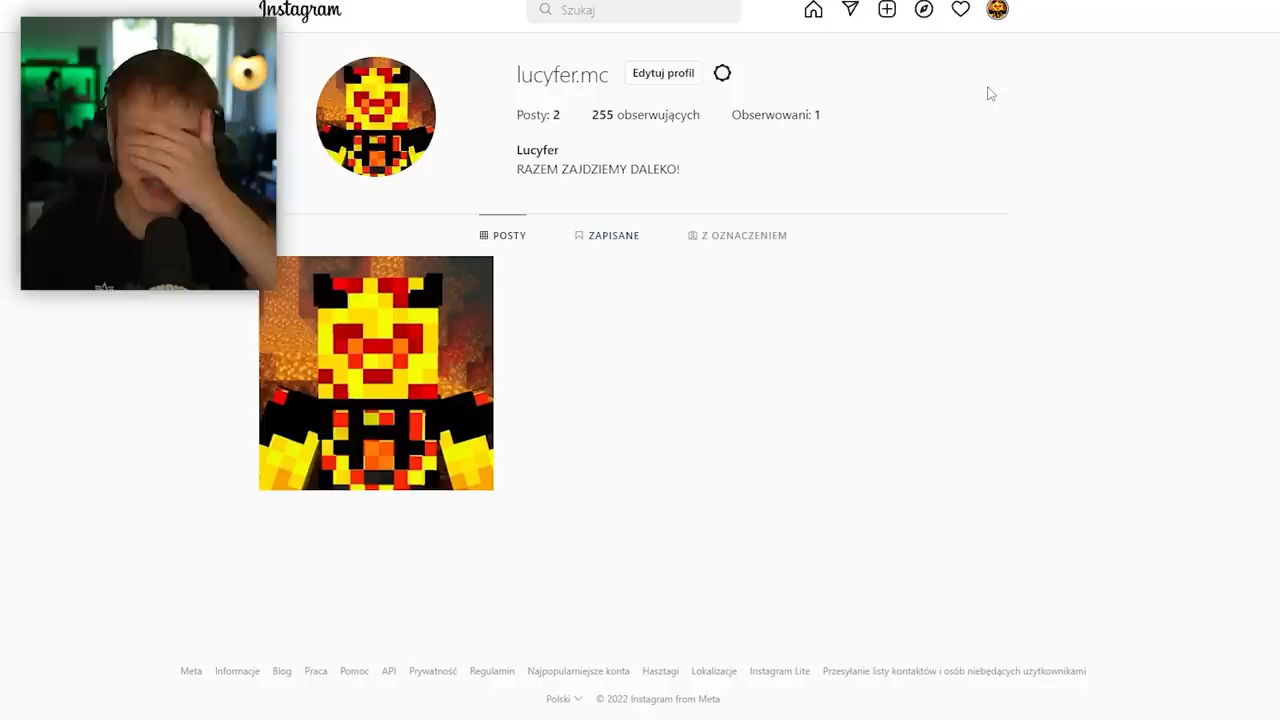 Instagram
Szukaj
lucyfer.mc
Edytuj profil
Posty: 2
255 obserwujących
Obserwowani: 1
Lucyfer
RAZEM ZAJDZIEMY DALEKO!
POSTY
ZAPISANE
Z OZNACZENIEM
Meta Informacje Blog Praca Pomoc API Prywatność Regulamin Najpopularniejsze konta Hasztagi Lokalizacje Instagram Lite Przesyłanie listy kontaktów i osób niebędących użytkownikami
Polski © 2022 Instagram from Meta